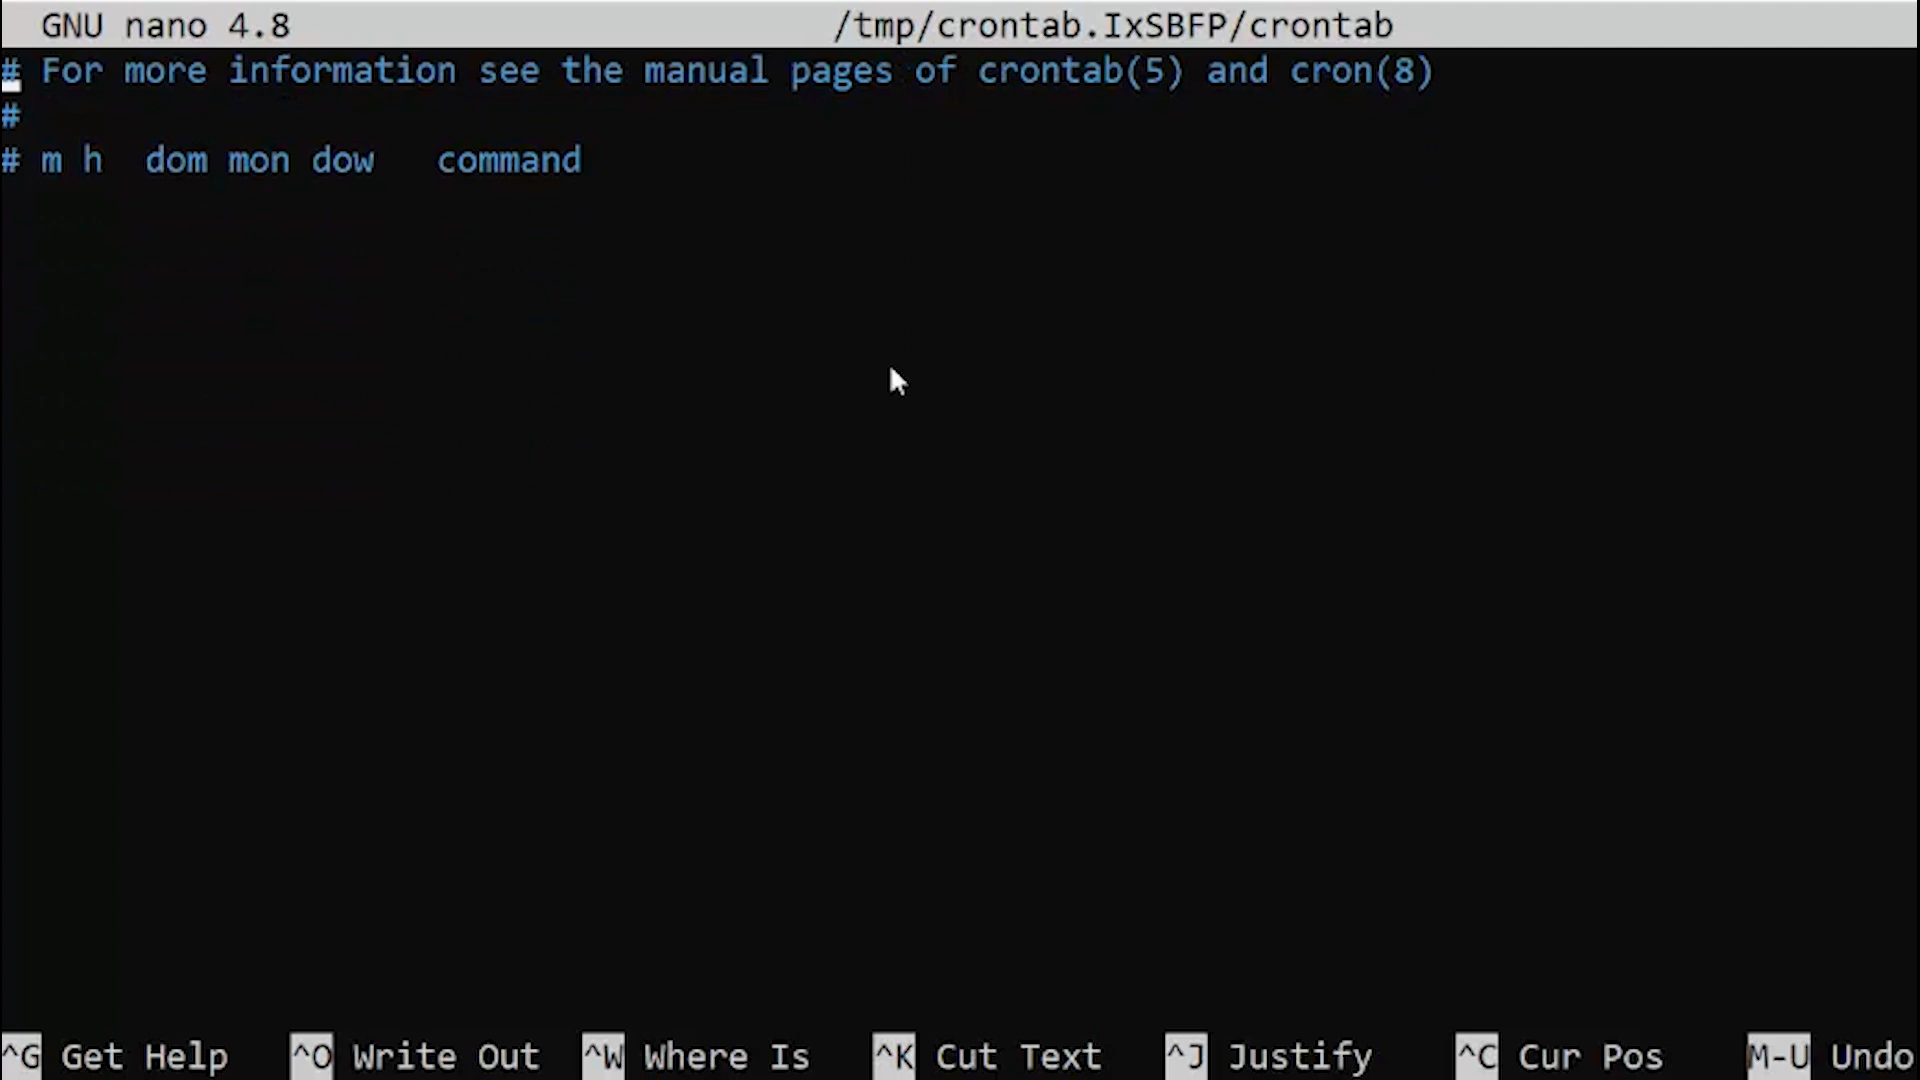 GNU nano 4.8 /tmp/crontab.IxSBFP/crontab
# For more information see the manual pages of crontab(5) and cron(8)
#
# m h  dom mon dow   command
^G Get Help ^O Write Out ^W Where Is ^K Cut Text ^J Justify ^C Cur Pos M-U Undo